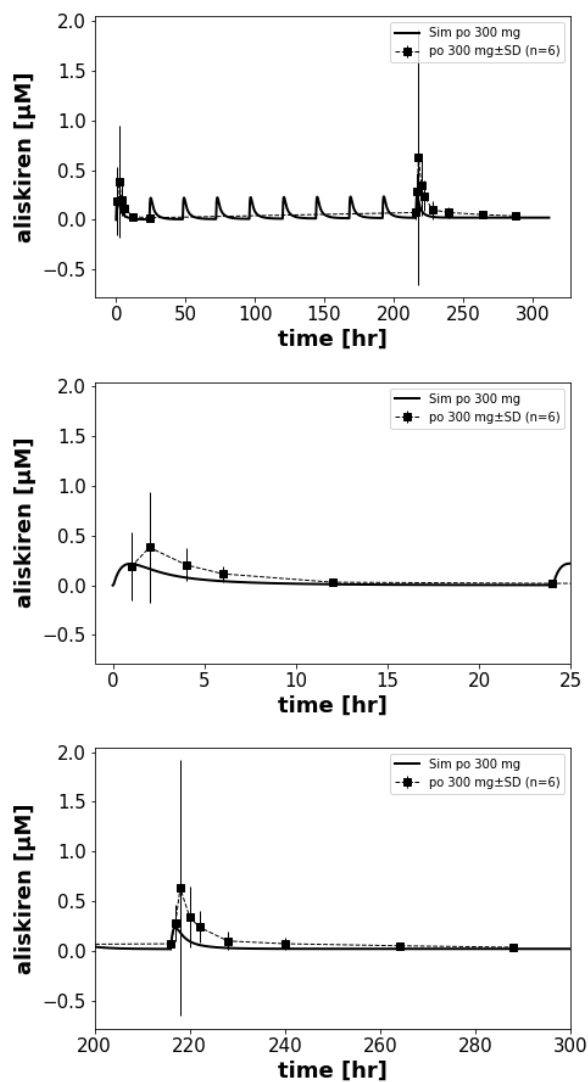 aliskiren [µM]
2.0
1.5
1.0
0.5
0.0
−0.5
Sim po 300 mg
po 300 mg±SD (n=6)
0 50 100 150 200 250 300
time [hr]
aliskiren [µM]
2.0
1.5
1.0
0.5
0.0
−0.5
Sim po 300 mg
po 300 mg±SD (n=6)
0 5 10 15 20 25
time [hr]
aliskiren [µM]
2.0
1.5
1.0
0.5
0.0
−0.5
Sim po 300 mg
po 300 mg±SD (n=6)
200 220 240 260 280 300
time [hr]